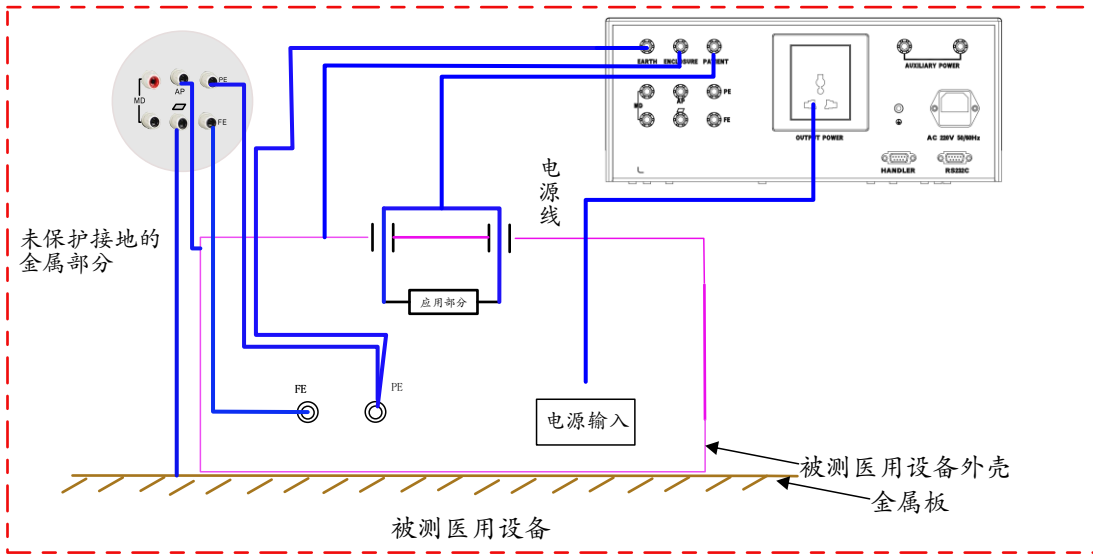 PE
AP
MD
FE
EARTH ENCLOSURE PATIENT
AUXILIARY POWER
MD
AP
PE
FE
OUTPUT POWER
AC 220V 50/60Hz
HANDLER
RS232C
电源线
未保护接地的
金属部分
应用部分
FE
PE
电源输入
被测医用设备外壳
金属板
被测医用设备